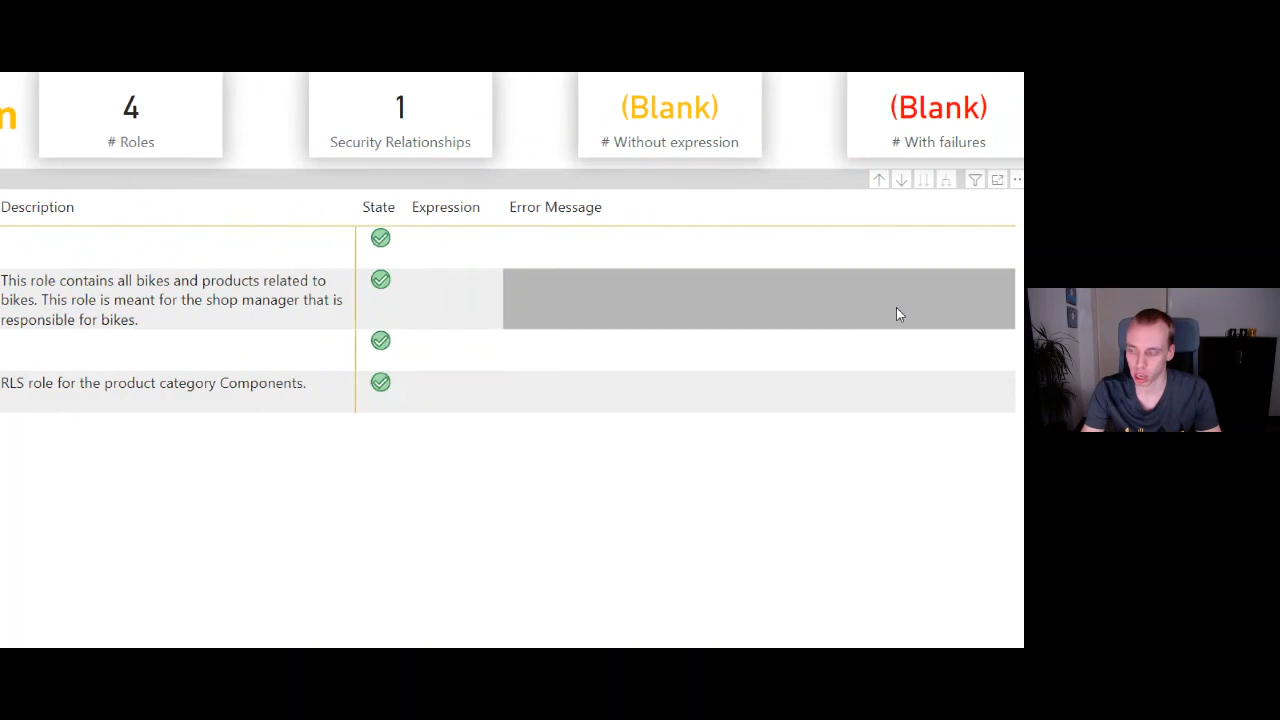 n
4
# Roles
1
Security Relationships
(Blank)
# Without expression
(Blank)
# With failures
Description State Expression Error Message
This role contains all bikes and products related to
bikes. This role is meant for the shop manager that is
responsible for bikes.
RLS role for the product category Components.